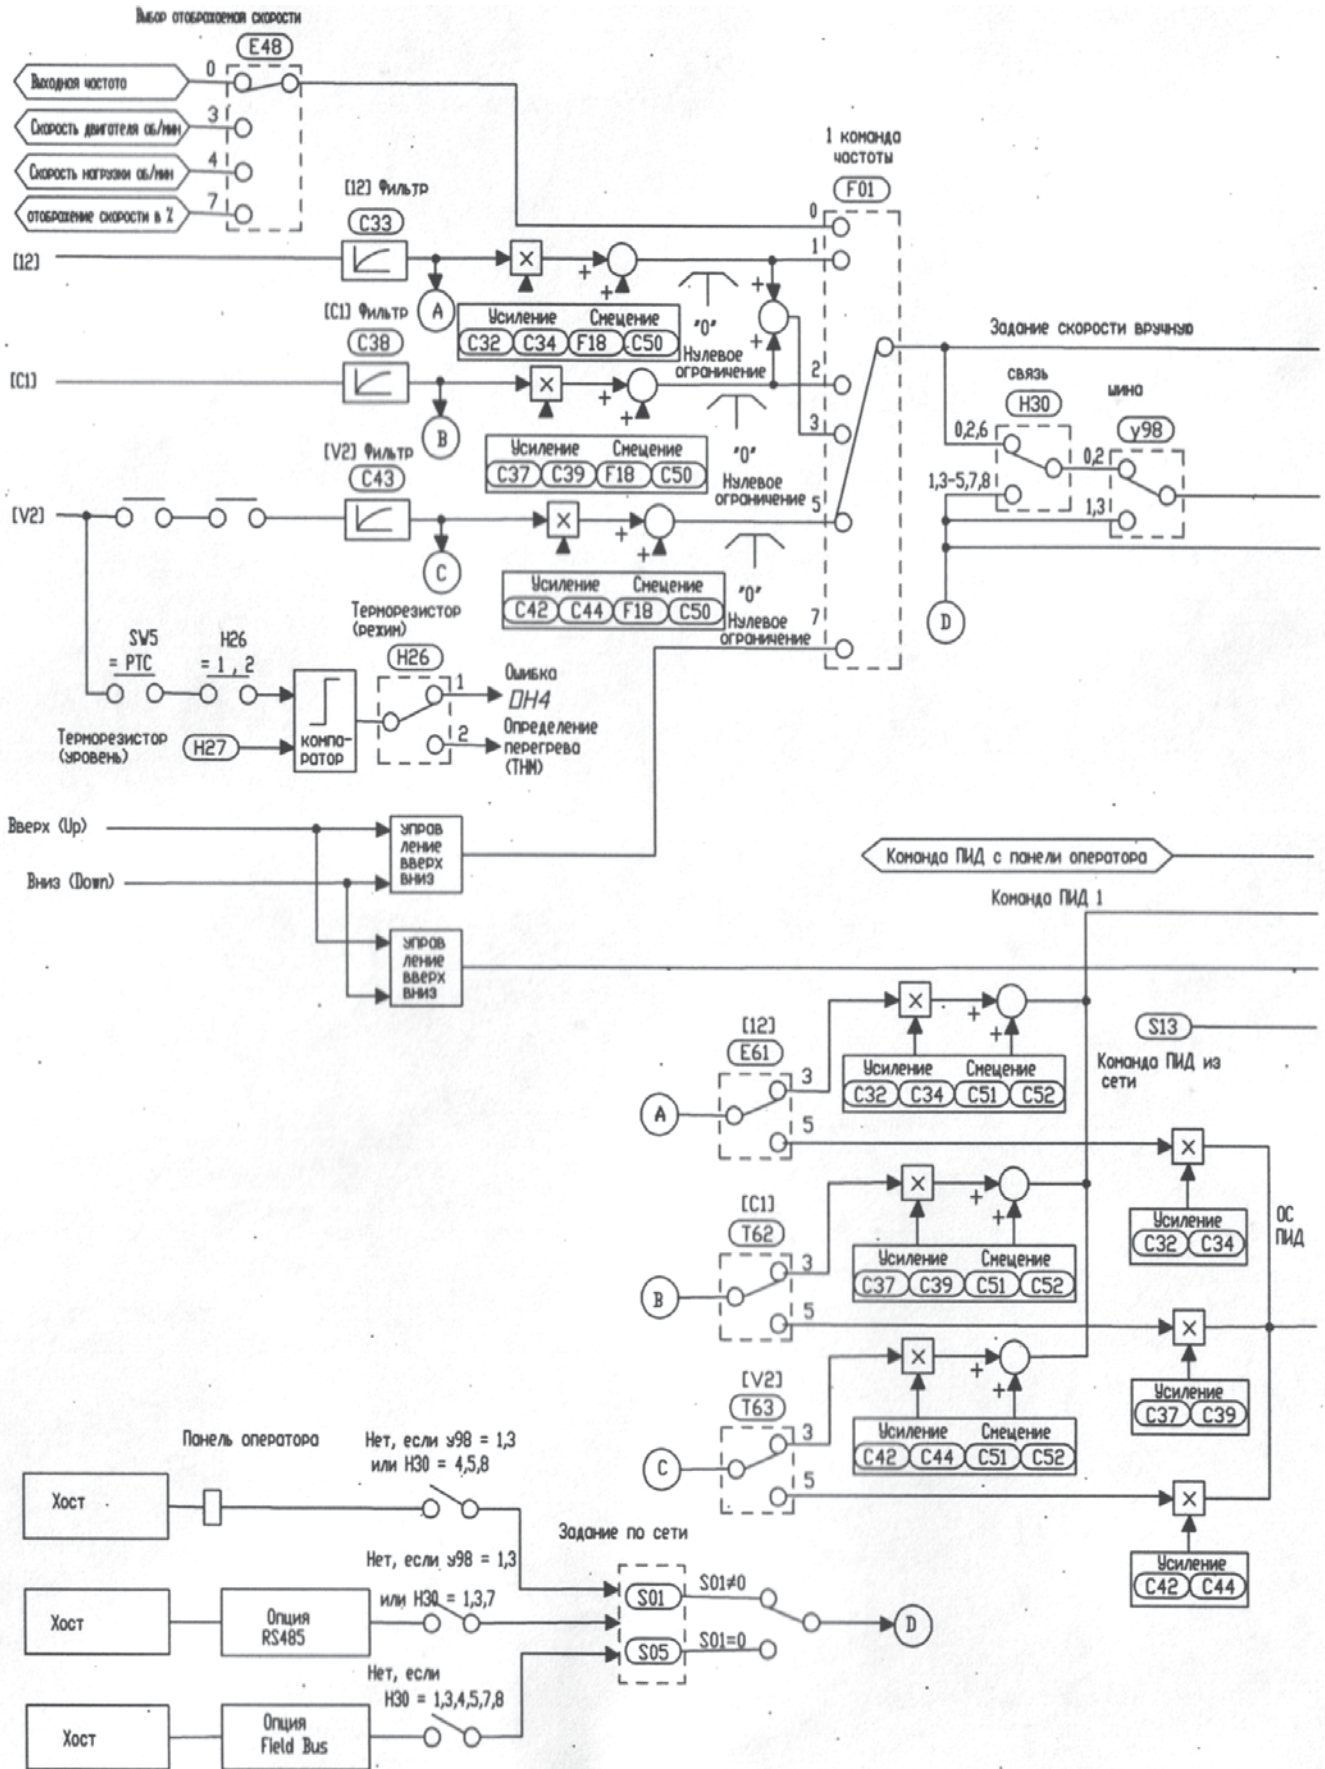 Выбор отображаемой скорости
E48
Выходная частота
0
Скорость двигателя об/мин
3
Скорость нагрузки об/мин
4
отображение скорости в %
7
1 команда
частоты
F01
0
1
2
3
5
7
[12] Фильтр
C33
[12]
A
Усиление Смещение
C32 C34 F18 C50
"0"
Нулевое
ограничение
[C1] Фильтр
C38
[C1]
B
Усиление Смещение
C37 C39 F18 C50
"0"
Нулевое
ограничение
[V2] Фильтр
C43
[V2]
C
Усиление Смещение
C42 C44 F18 C50
"0"
Нулевое
ограничение
Задание скорости вручную
связь
H30
0,2,6
1,3-5,7,8
шина
y98
0,2
1,3
D
SW5
= PTC
H26
= 1 , 2
Терморезистор
(уровень)
H27
компа-
ратор
Терморезистор
(режим)
H26
1
Ошибка
OH4
2
Определение
перегрева
(THM)
Вверх (Up)
Вниз (Down)
управ
ление
вверх
вниз
управ
ление
вверх
вниз
Команда ПИД с панели оператора
Команда ПИД 1
S13
Команда ПИД из
сети
[12]
E61
A
3
5
Усиление Смещение
C32 C34 C51 C52
Усиление
C32 C34
ОС
ПИД
[C1]
T62
B
3
5
Усиление Смещение
C37 C39 C51 C52
Усиление
C37 C39
[V2]
T63
C
3
5
Усиление Смещение
C42 C44 C51 C52
Усиление
C42 C44
Панель оператора
Нет, если y98 = 1,3
или H30 = 4,5,8
Хост
Задание по сети
Нет, если y98 = 1,3
или H30 = 1,3,7
Хост
Опция
RS485
S01
S01≠0
S05
S01=0
D
Нет, если
H30 = 1,3,4,5,7,8
Хост
Опция
Field Bus